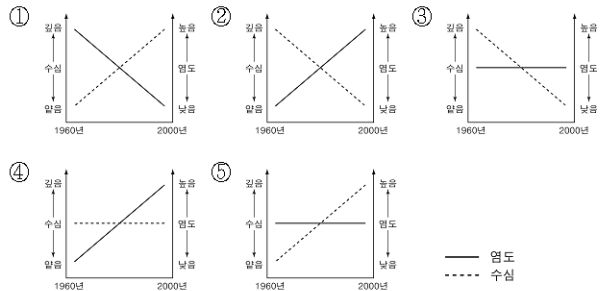 ① ② ③
깊음 높음 깊음 높음 깊음 높음
수심 염도 수심 염도 수심 염도
얕음 낮음 얕음 낮음 얕음 낮음
1960년 2000년 1960년 2000년 1960년 2000년
④ ⑤
깊음 높음 깊음 높음
수심 염도 수심 염도
얕음 낮음 얕음 낮음
1960년 2000년 1960년 2000년
염도
수심